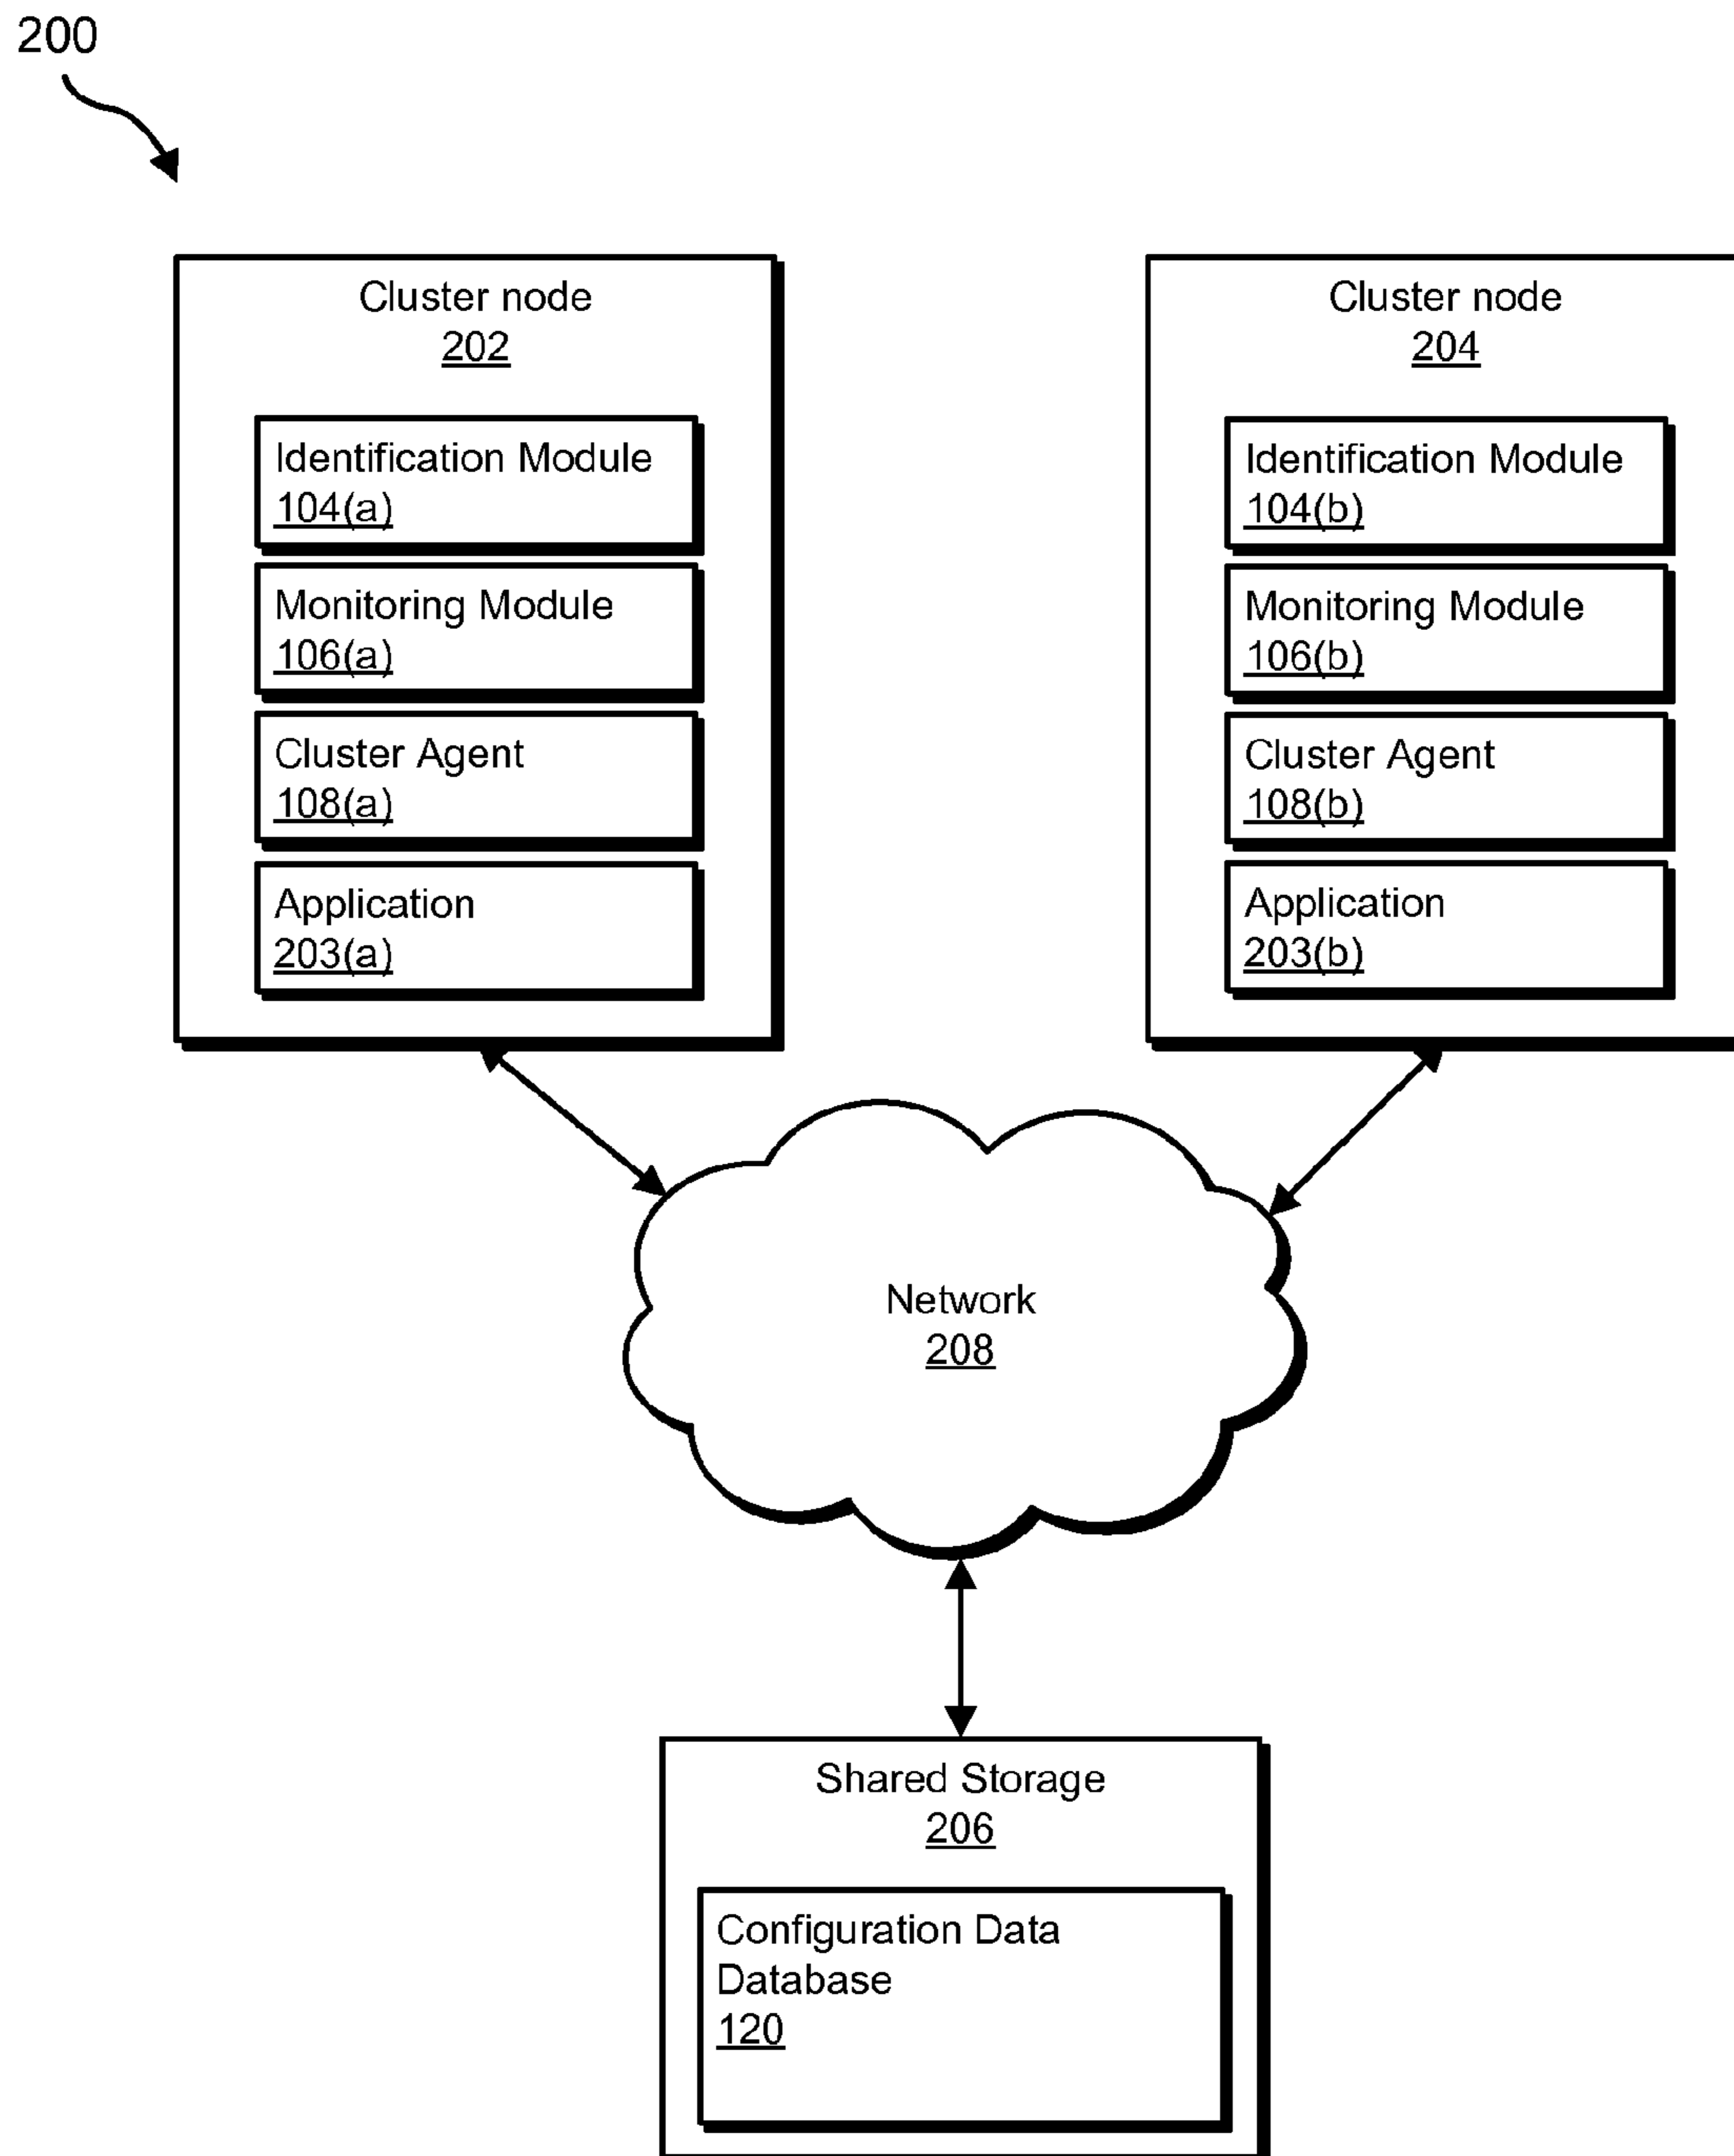 200
Cluster node
202
Identification Module
104(a)
Monitoring Module
106(a)
Cluster Agent
108(a)
Application
203(a)
Cluster node
204
Identification Module
104(b)
Monitoring Module
106(b)
Cluster Agent
108(b)
Application
203(b)
Network
208
Shared Storage
206
Configuration Data
Database
120